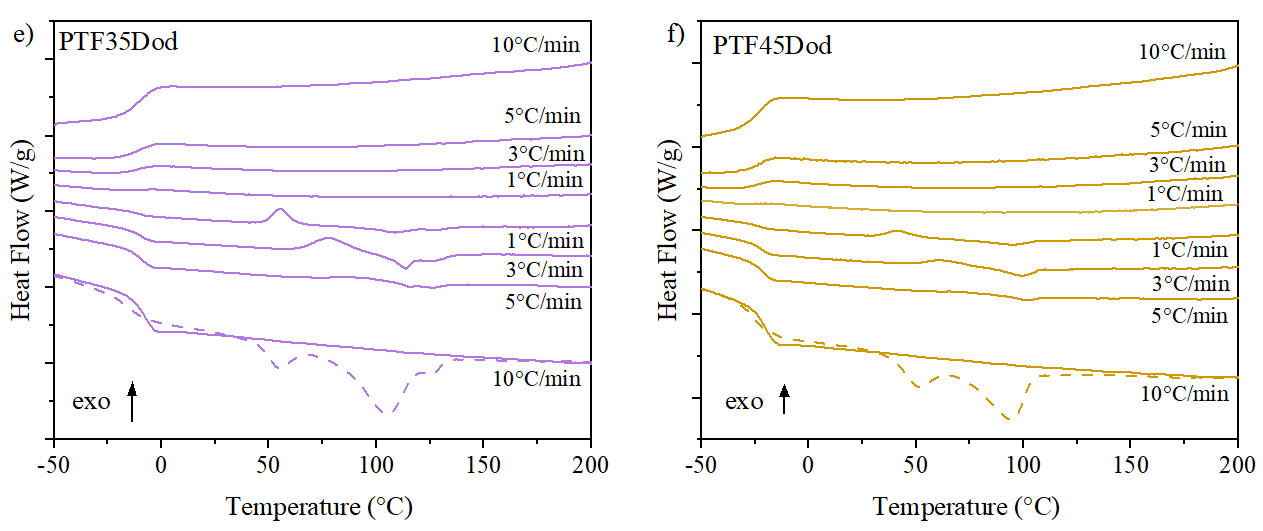 e)
PTF35Dod
10°C/min
5°C/min
3°C/min
1°C/min
1°C/min
3°C/min
5°C/min
10°C/min
exo
Heat Flow (W/g)
-50 0 50 100 150 200
Temperature (°C)
f)
PTF45Dod
10°C/min
5°C/min
3°C/min
1°C/min
1°C/min
3°C/min
5°C/min
10°C/min
exo
Heat Flow (W/g)
-50 0 50 100 150 200
Temperature (°C)